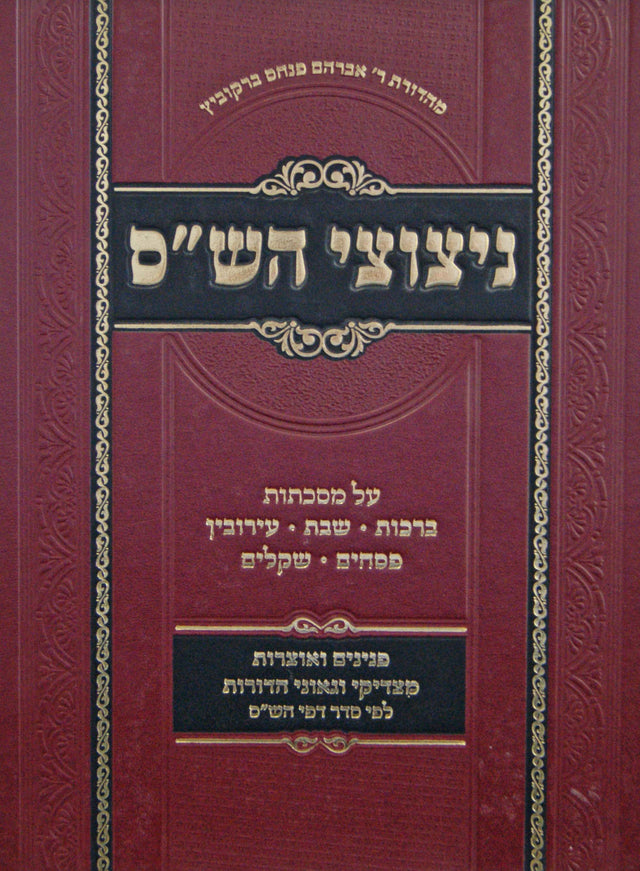 מהדורת ר' אברהם פנחס ברקוביץ
ניצוצי הש"ס
על מסכתות
ברכות • שבת • עירובין
פסחים • שקלים
פנינים ואוצרות
מצדיקי וגאוני הדורות
לפי סדר דפי הש"ס